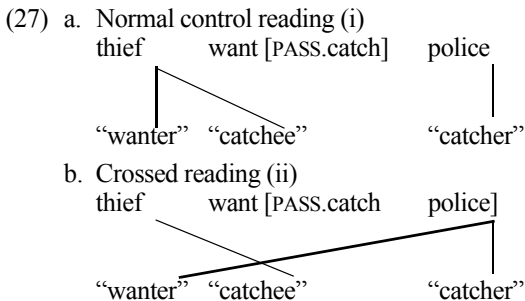 (27) a. Normal control reading (i)
thief want [PASS.catch] police
“wanter” “catchee” “catcher”
b. Crossed reading (ii)
thief want [PASS.catch police]
“wanter” “catchee” “catcher”